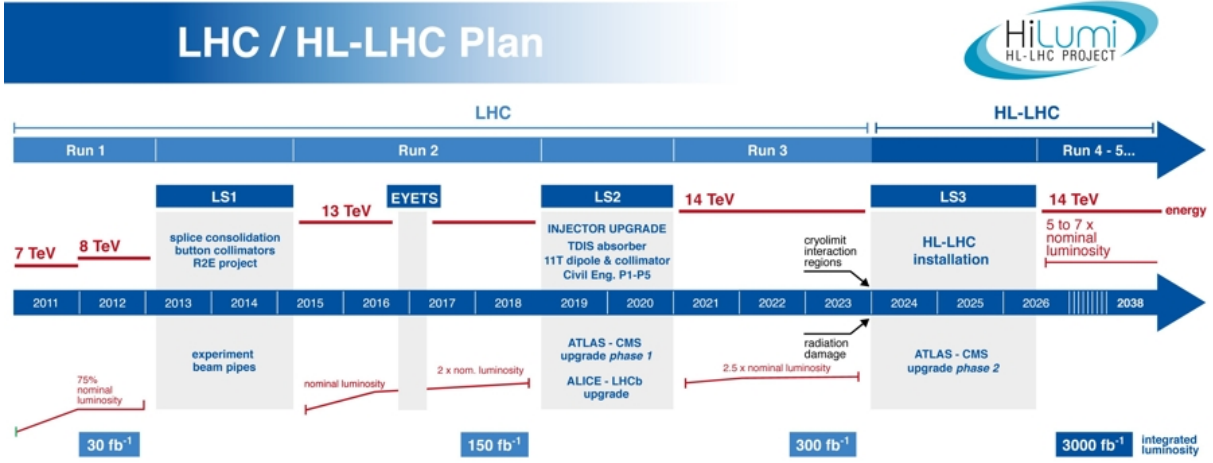 LHC / HL-LHC Plan
HiLumi
HL-LHC PROJECT
LHC
HL-LHC
Run 1
Run 2
Run 3
Run 4 - 5...
LS1
EYETS
LS2
LS3
7 TeV
8 TeV
13 TeV
14 TeV
14 TeV
energy
splice consolidation
button collimators
R2E project
INJECTOR UPGRADE
TDIS absorber
11T dipole & collimator
Civil Eng. P1-P5
cryolimit
interaction
regions
HL-LHC
installation
5 to 7 x
nominal
luminosity
2011
2012
2013
2014
2015
2016
2017
2018
2019
2020
2021
2022
2023
2024
2025
2026
2038
75%
nominal
luminosity
experiment
beam pipes
nominal luminosity
2 x nom. luminosity
ATLAS - CMS
upgrade phase 1
ALICE - LHCb
upgrade
2.5 x nominal luminosity
radiation
damage
ATLAS - CMS
upgrade phase 2
30 fb⁻¹
150 fb⁻¹
300 fb⁻¹
3000 fb⁻¹
integrated
luminosity